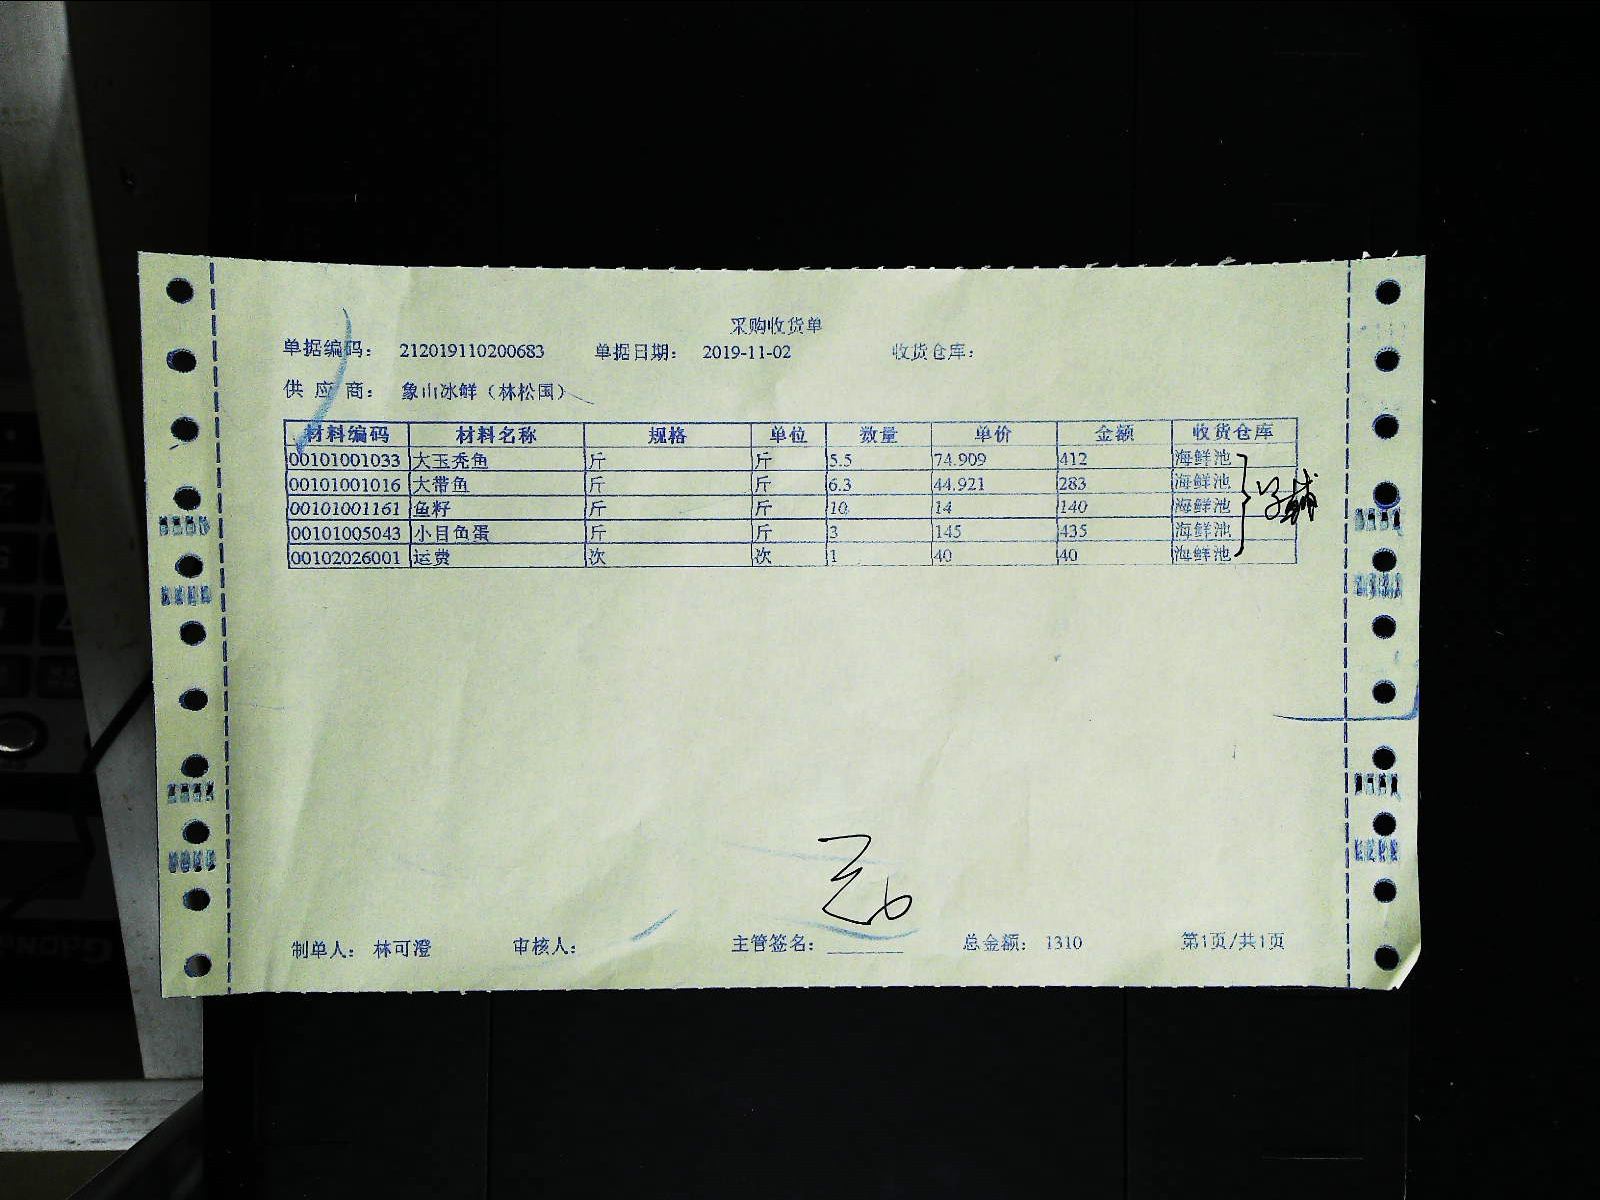 采购收货单
单据编码： 212019110200683 单据日期： 2019-11-02 收货仓库：
供 应 商： 象山冰鲜（林松国）
材料编码 材料名称 规格 单位 数量 单价 金额 收货仓库
00101001033 大玉秃鱼 斤 斤 5.5 74.909 412 海鲜池
00101001016 大带鱼 斤 斤 6.3 44.921 283 海鲜池
00101001161 鱼籽 斤 斤 10 14 140 海鲜池
00101005043 小目鱼蛋 斤 斤 3 145 435 海鲜池
00102026001 运费 次 次 1 40 40 海鲜池
制单人： 林可澄 审核人： 主管签名： 总金额： 1310 第1页/共1页